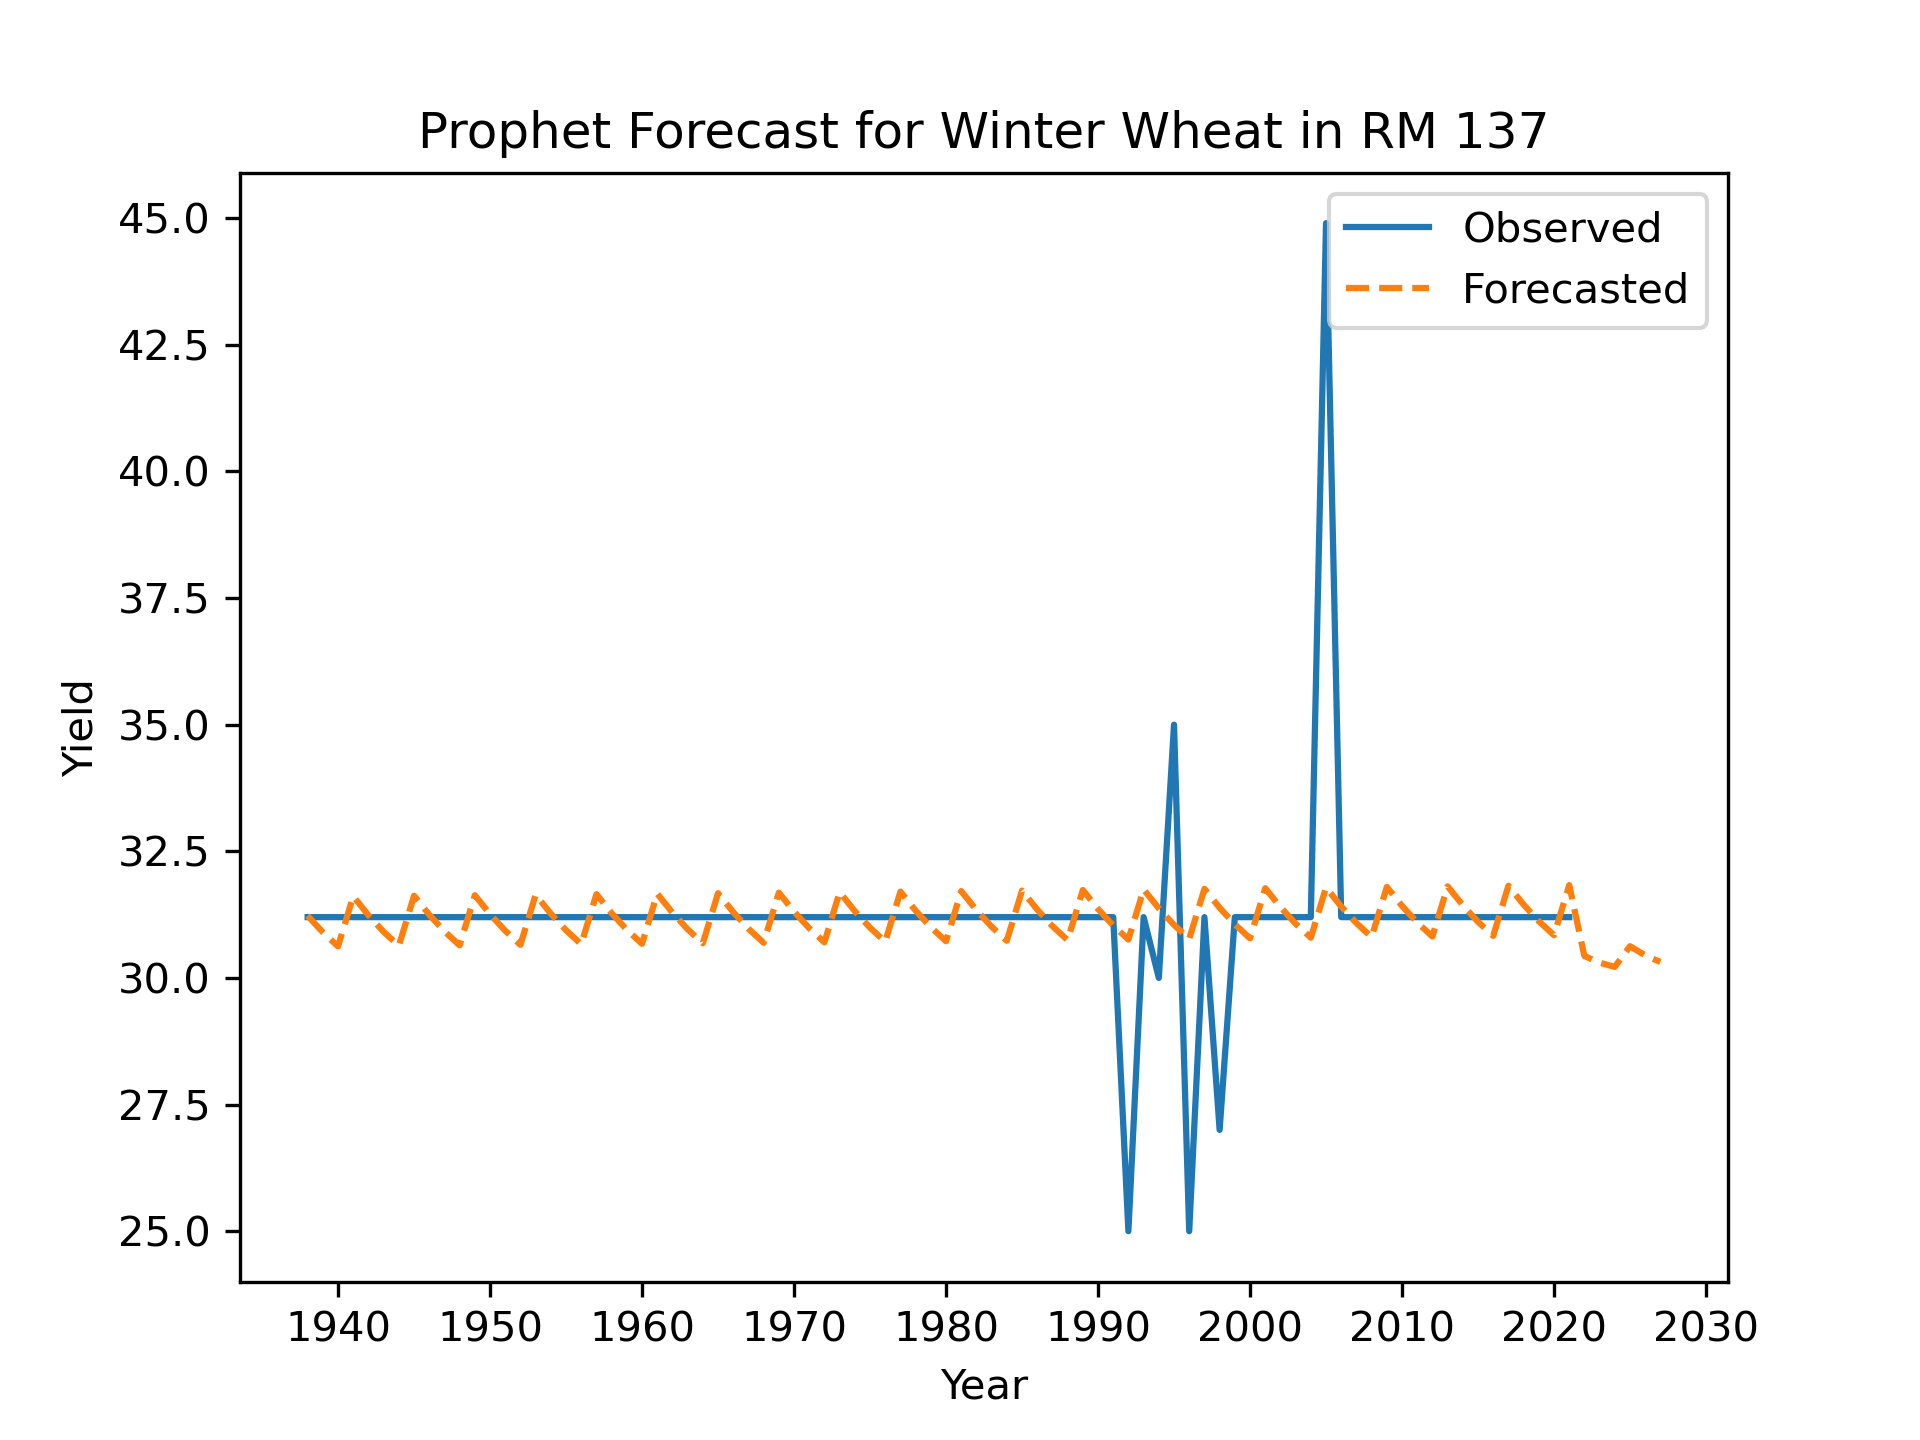 Prophet Forecast for Winter Wheat in RM 137
Observed
Forecasted
45.0
42.5
40.0
37.5
35.0
32.5
30.0
27.5
25.0
Yield
1940 1950 1960 1970 1980 1990 2000 2010 2020 2030
Year